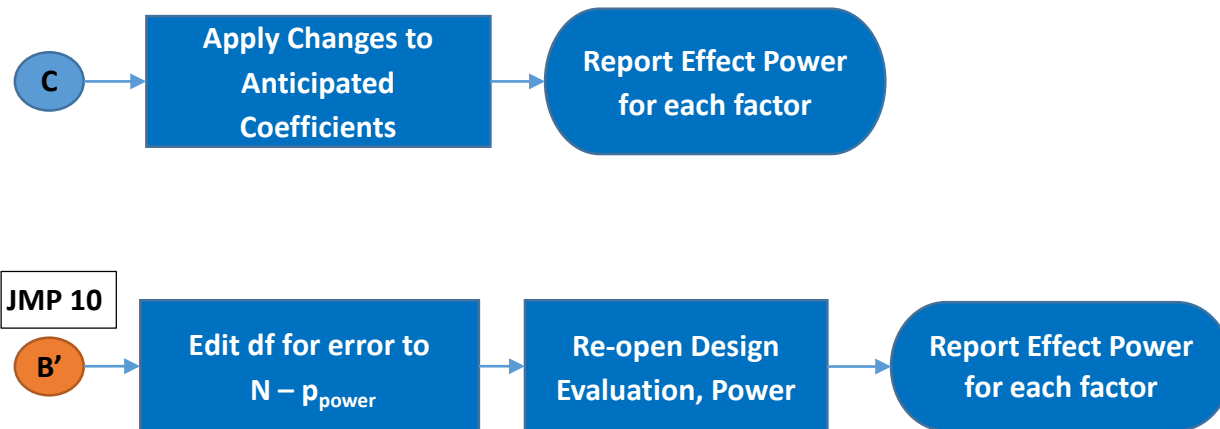 C
Apply Changes to
Anticipated
Coefficients
Report Effect Power
for each factor
JMP 10
B’
Edit df for error to
N – p_power
Re-open Design
Evaluation, Power
Report Effect Power
for each factor